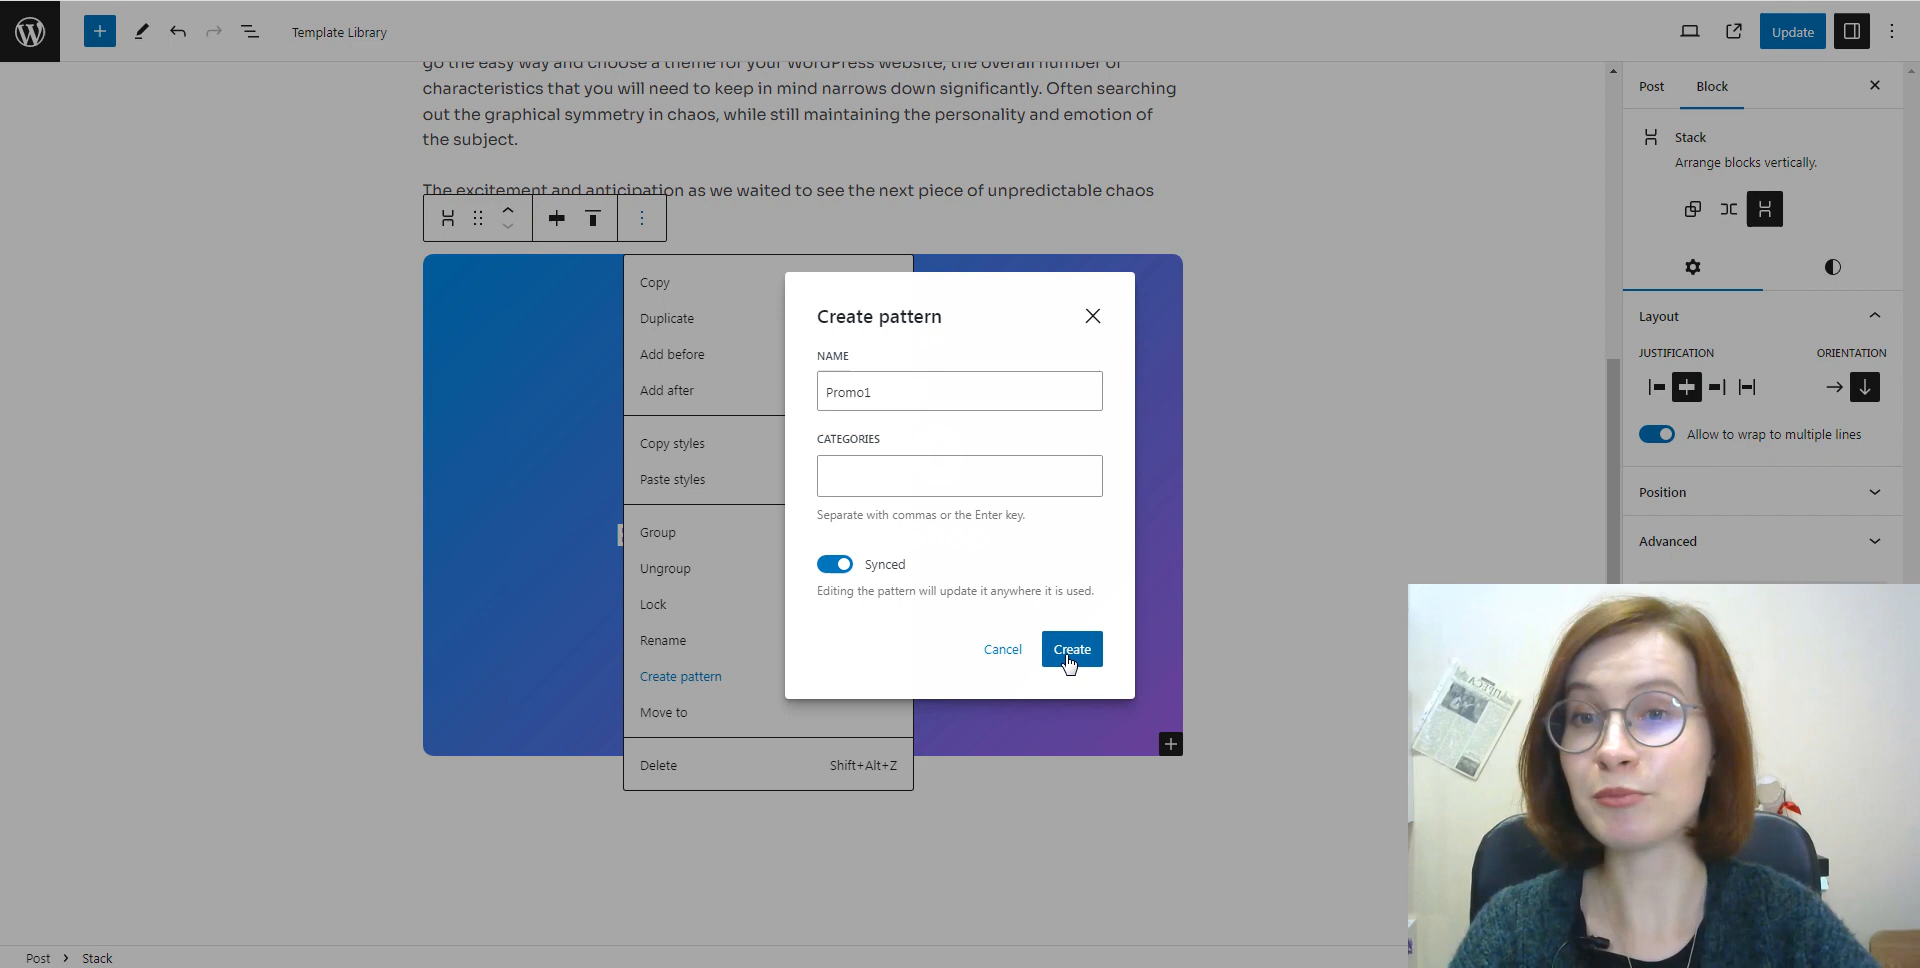 Template Library
Update
go the easy way and choose a theme for your WordPress website, the overall number of
characteristics that you will need to keep in mind narrows down significantly. Often searching
out the graphical symmetry in chaos, while still maintaining the personality and emotion of
the subject.
The excitement and anticipation as we waited to see the next piece of unpredictable chaos
Copy
Duplicate
Add before
Add after
Copy styles
Paste styles
Group
Ungroup
Lock
Rename
Create pattern
Move to
Delete Shift+Alt+Z
Create pattern
NAME
Promo1
CATEGORIES
Separate with commas or the Enter key.
Synced
Editing the pattern will update it anywhere it is used.
Cancel Create
Post Block
Stack
Arrange blocks vertically.
Layout
JUSTIFICATION ORIENTATION
Allow to wrap to multiple lines
Position
Advanced
Post > Stack